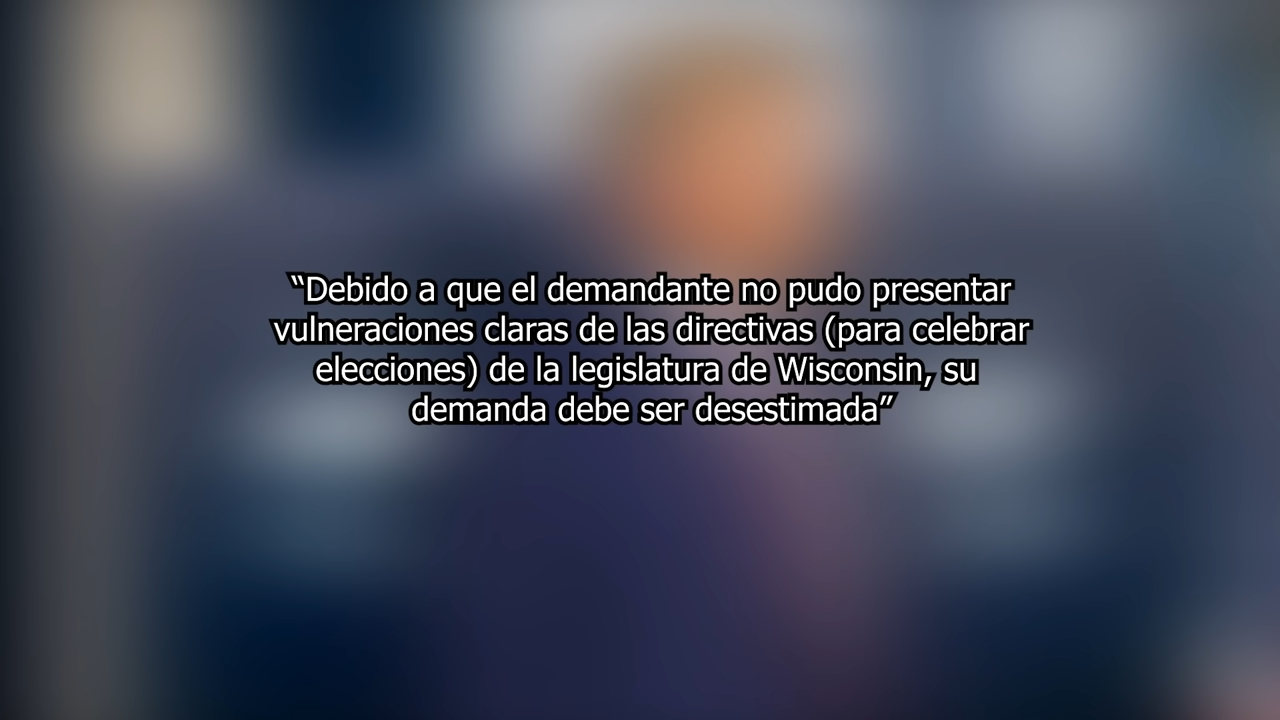 “Debido a que el demandante no pudo presentar
vulneraciones claras de las directivas (para celebrar
elecciones) de la legislatura de Wisconsin, su
demanda debe ser desestimada”